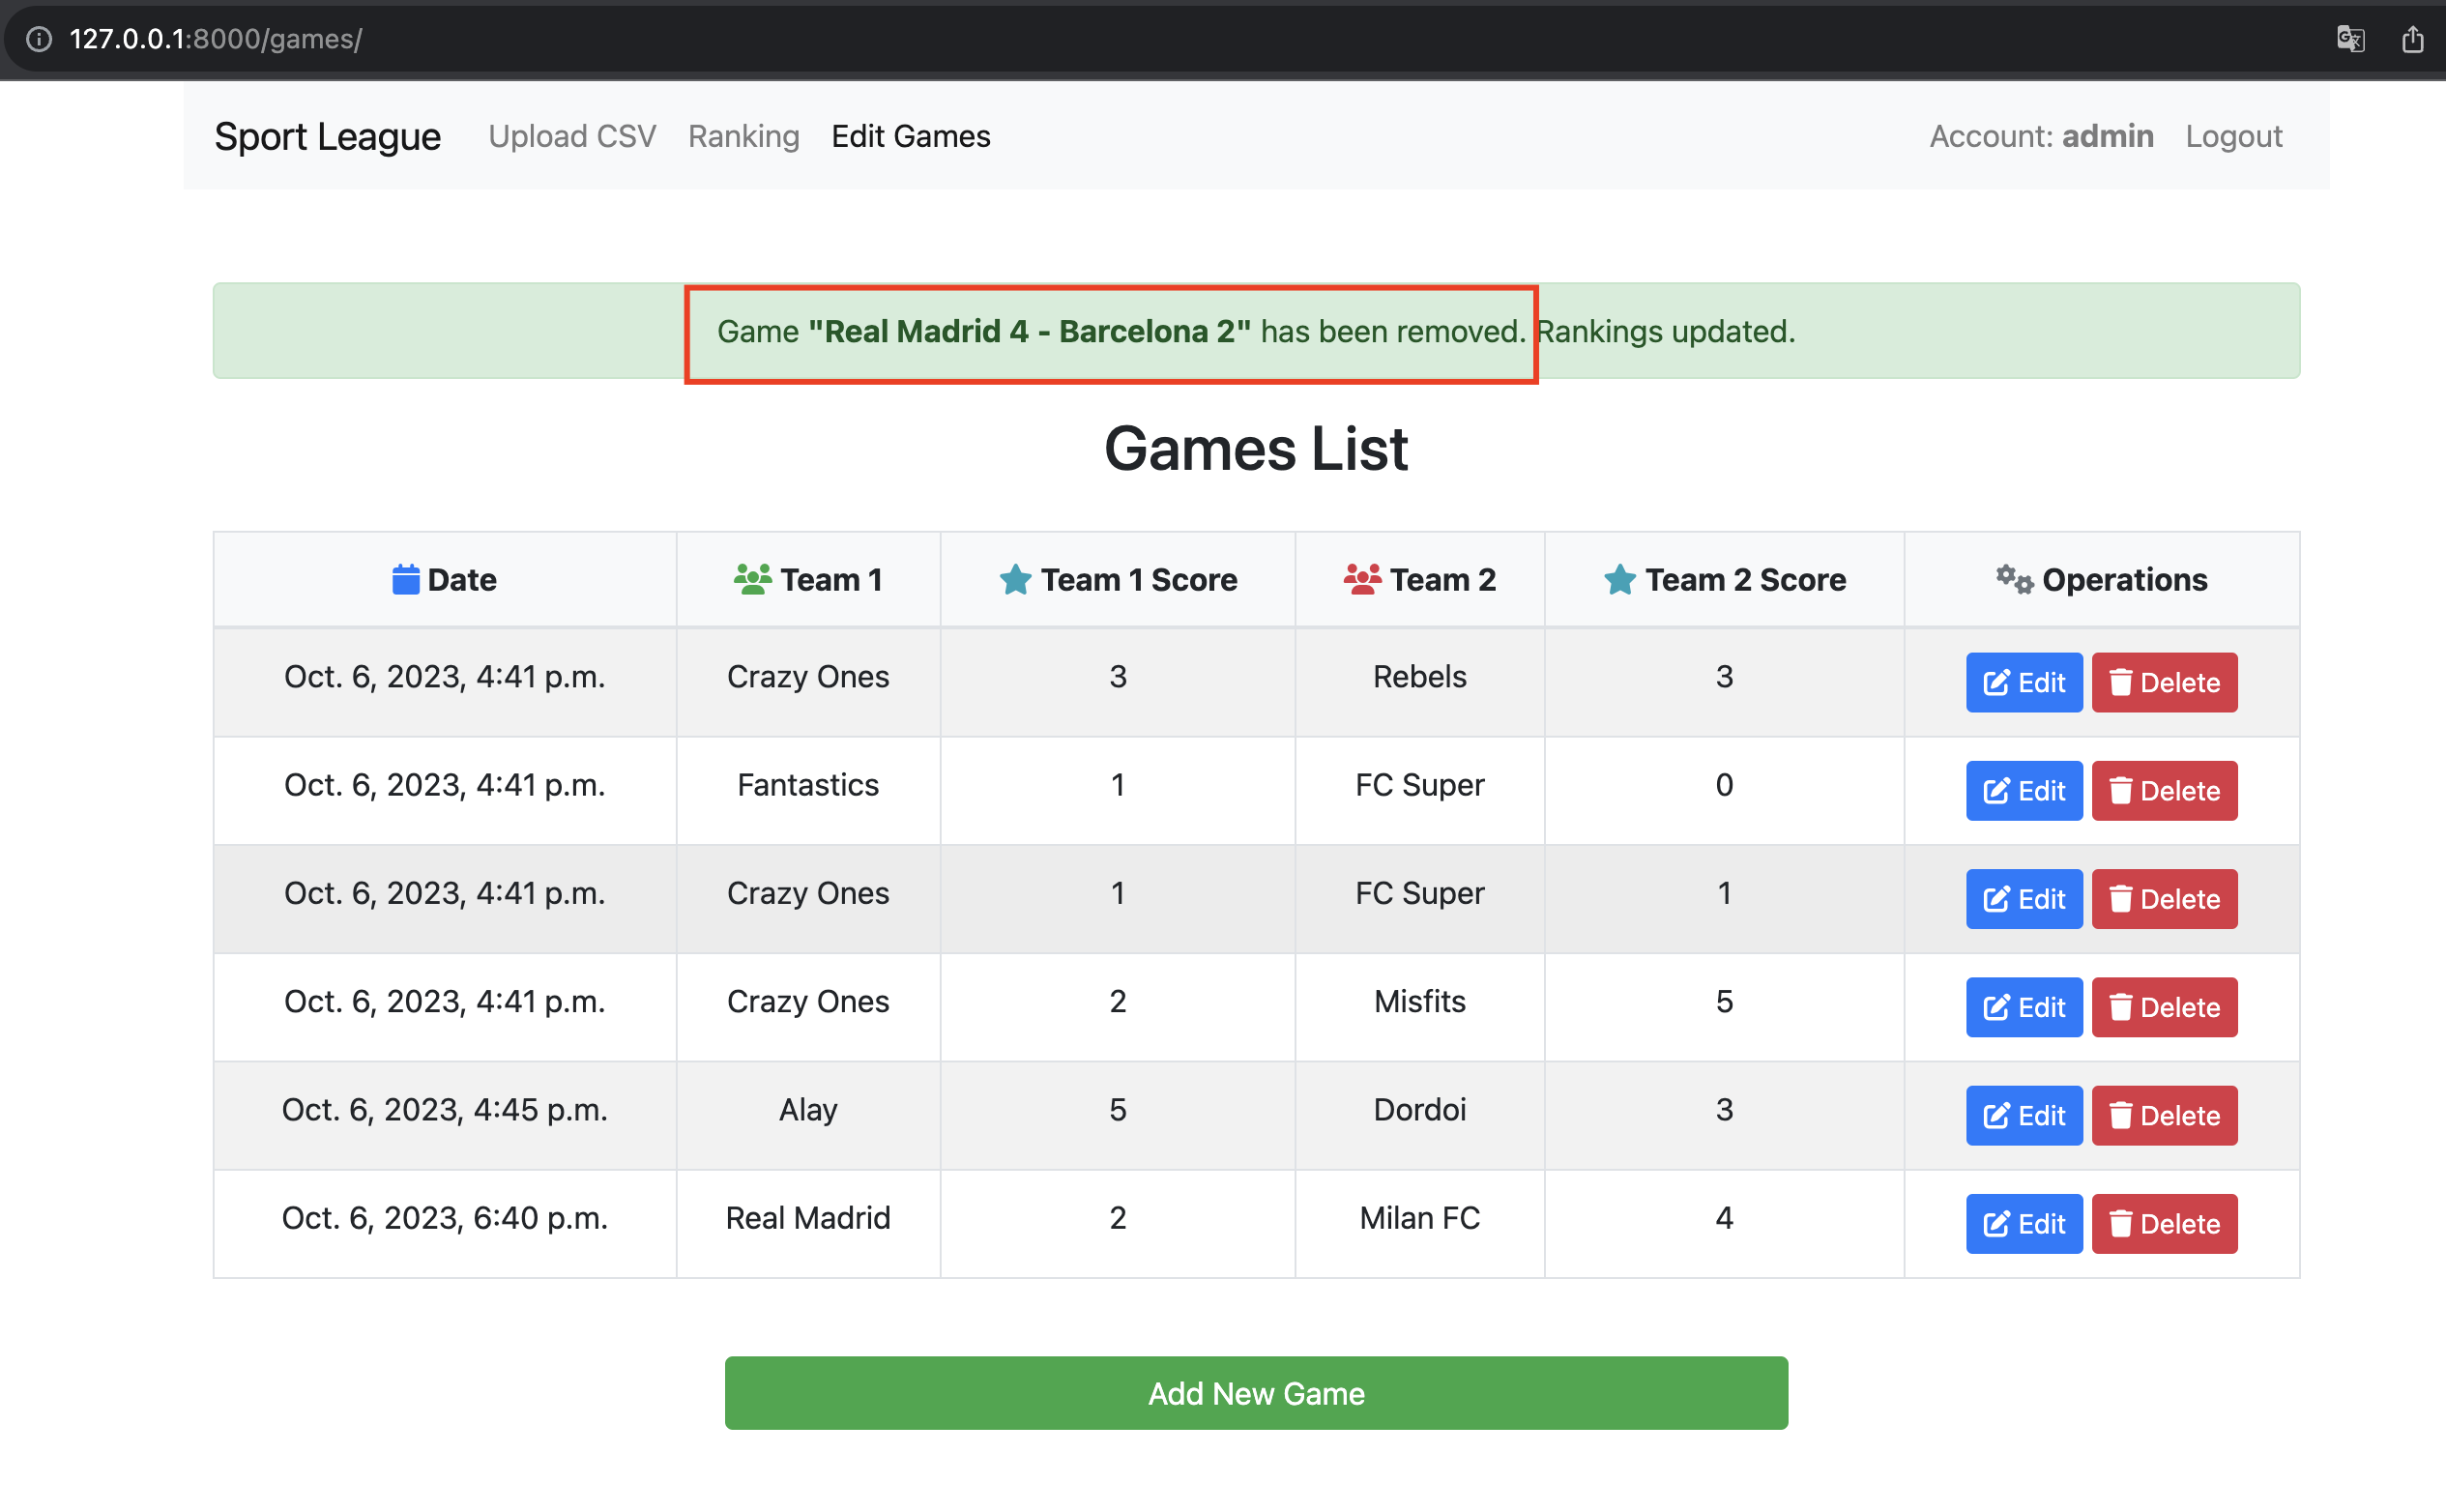 127.0.0.1:8000/games/
Sport League Upload CSV Ranking Edit Games Account: admin Logout
Game "Real Madrid 4 - Barcelona 2" has been removed. Rankings updated.
Games List
Date Team 1 Team 1 Score Team 2 Team 2 Score Operations
Oct. 6, 2023, 4:41 p.m. Crazy Ones 3 Rebels 3 Edit Delete
Oct. 6, 2023, 4:41 p.m. Fantastics 1 FC Super 0 Edit Delete
Oct. 6, 2023, 4:41 p.m. Crazy Ones 1 FC Super 1 Edit Delete
Oct. 6, 2023, 4:41 p.m. Crazy Ones 2 Misfits 5 Edit Delete
Oct. 6, 2023, 4:45 p.m. Alay 5 Dordoi 3 Edit Delete
Oct. 6, 2023, 6:40 p.m. Real Madrid 2 Milan FC 4 Edit Delete
Add New Game